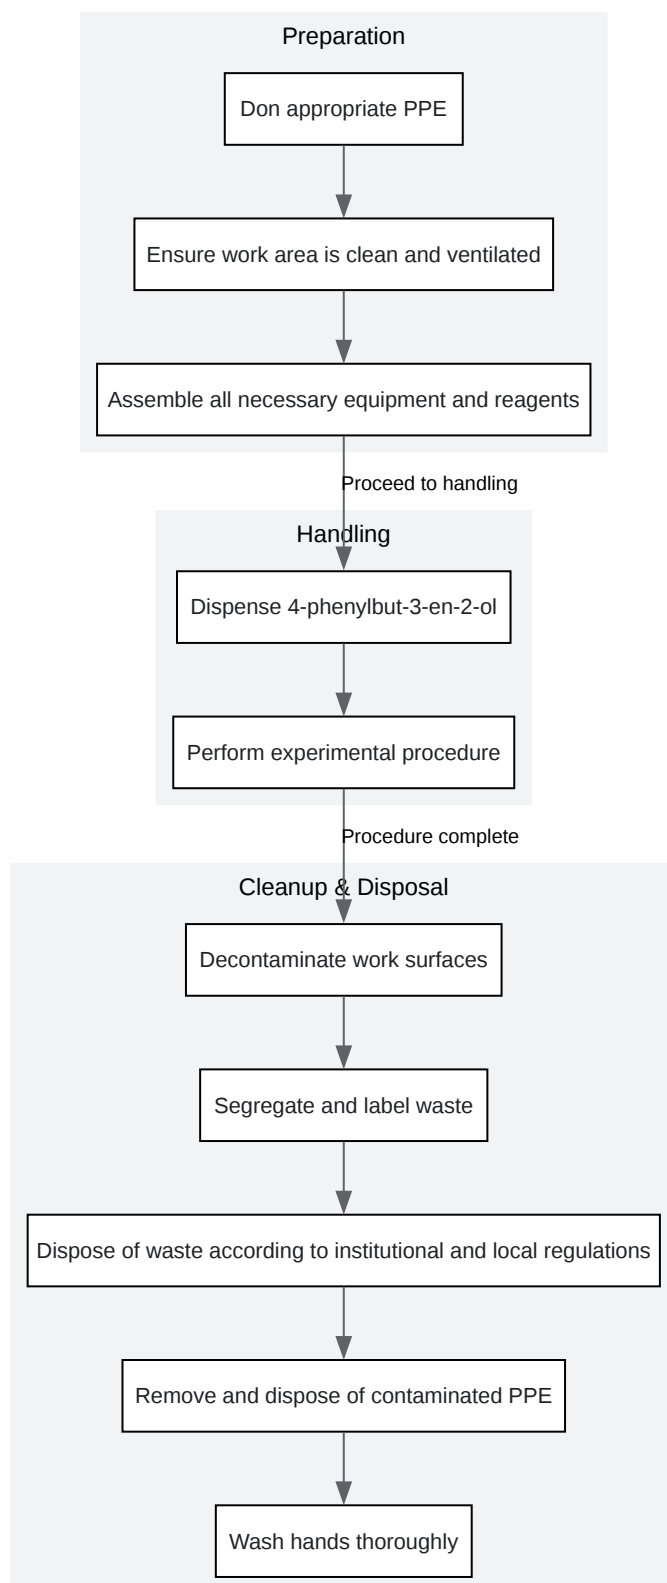 Preparation
Don appropriate PPE
Ensure work area is clean and ventilated
Assemble all necessary equipment and reagents
Proceed to handling
Handling
Dispense 4-phenylbut-3-en-2-ol
Perform experimental procedure
Procedure complete
Cleanup & Disposal
Decontaminate work surfaces
Segregate and label waste
Dispose of waste according to institutional and local regulations
Remove and dispose of contaminated PPE
Wash hands thoroughly